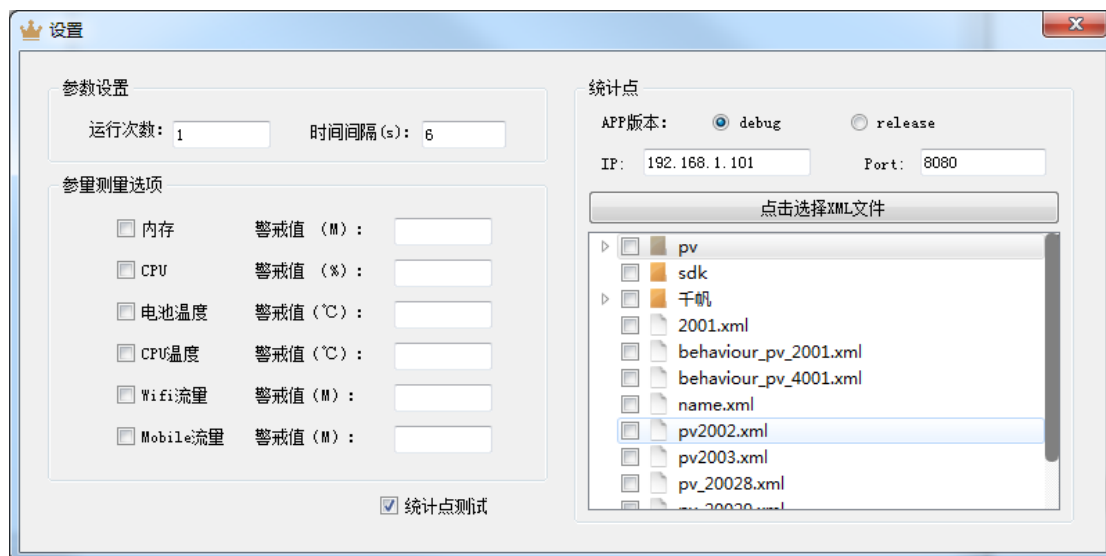 设置
参数设置
运行次数: 1 时间间隔(s): 6
参量测量选项
内存 警戒值 (M):
CPU 警戒值 (%):
电池温度 警戒值(℃):
CPU温度 警戒值(℃):
Wifi流量 警戒值(M):
Mobile流量 警戒值(M):
统计点测试
统计点
APP版本: debug release
IP: 192.168.1.101 Port: 8080
点击选择XML文件
pv
sdk
千帆
2001.xml
behaviour_pv_2001.xml
behaviour_pv_4001.xml
name.xml
pv2002.xml
pv2003.xml
pv_20028.xml